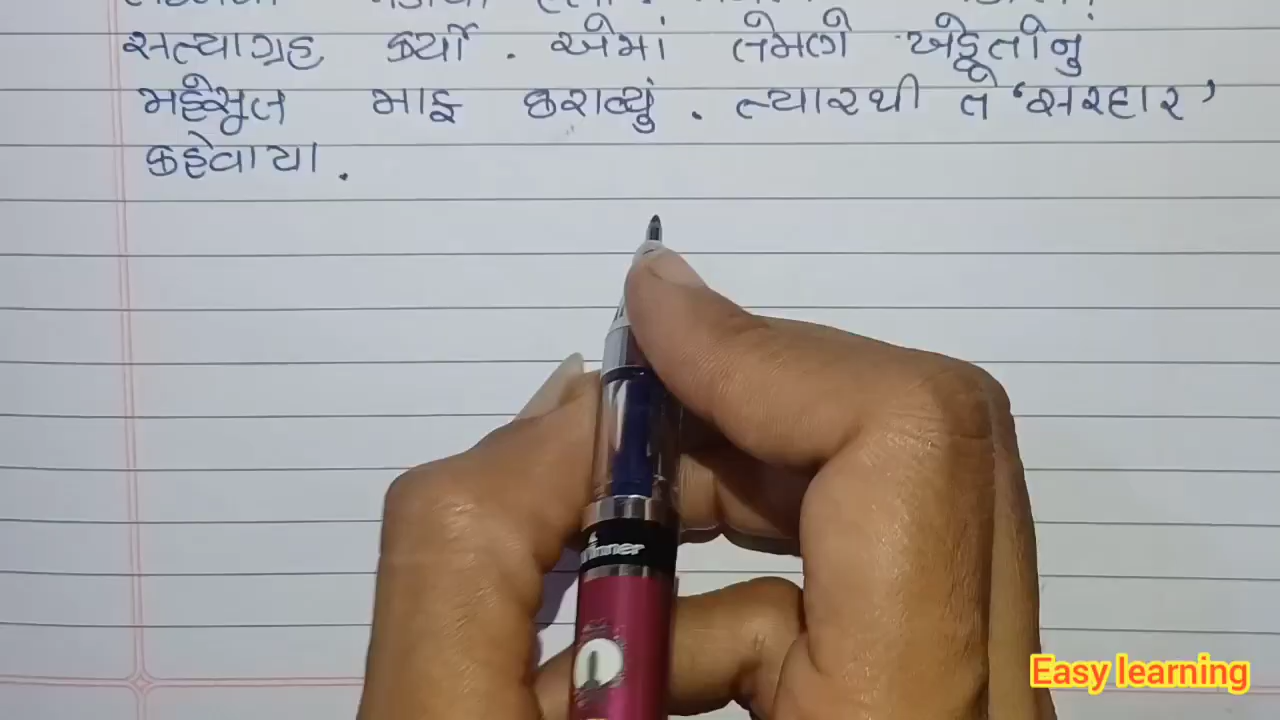 સત્યાગ્રહ કર્યો. એમાં તેમણે ખેડૂતોનુ
મહેસૂલ માફ કરાવ્યું. ત્યારથી તે 'સરદાર'
કહેવાયા.
Easy learning